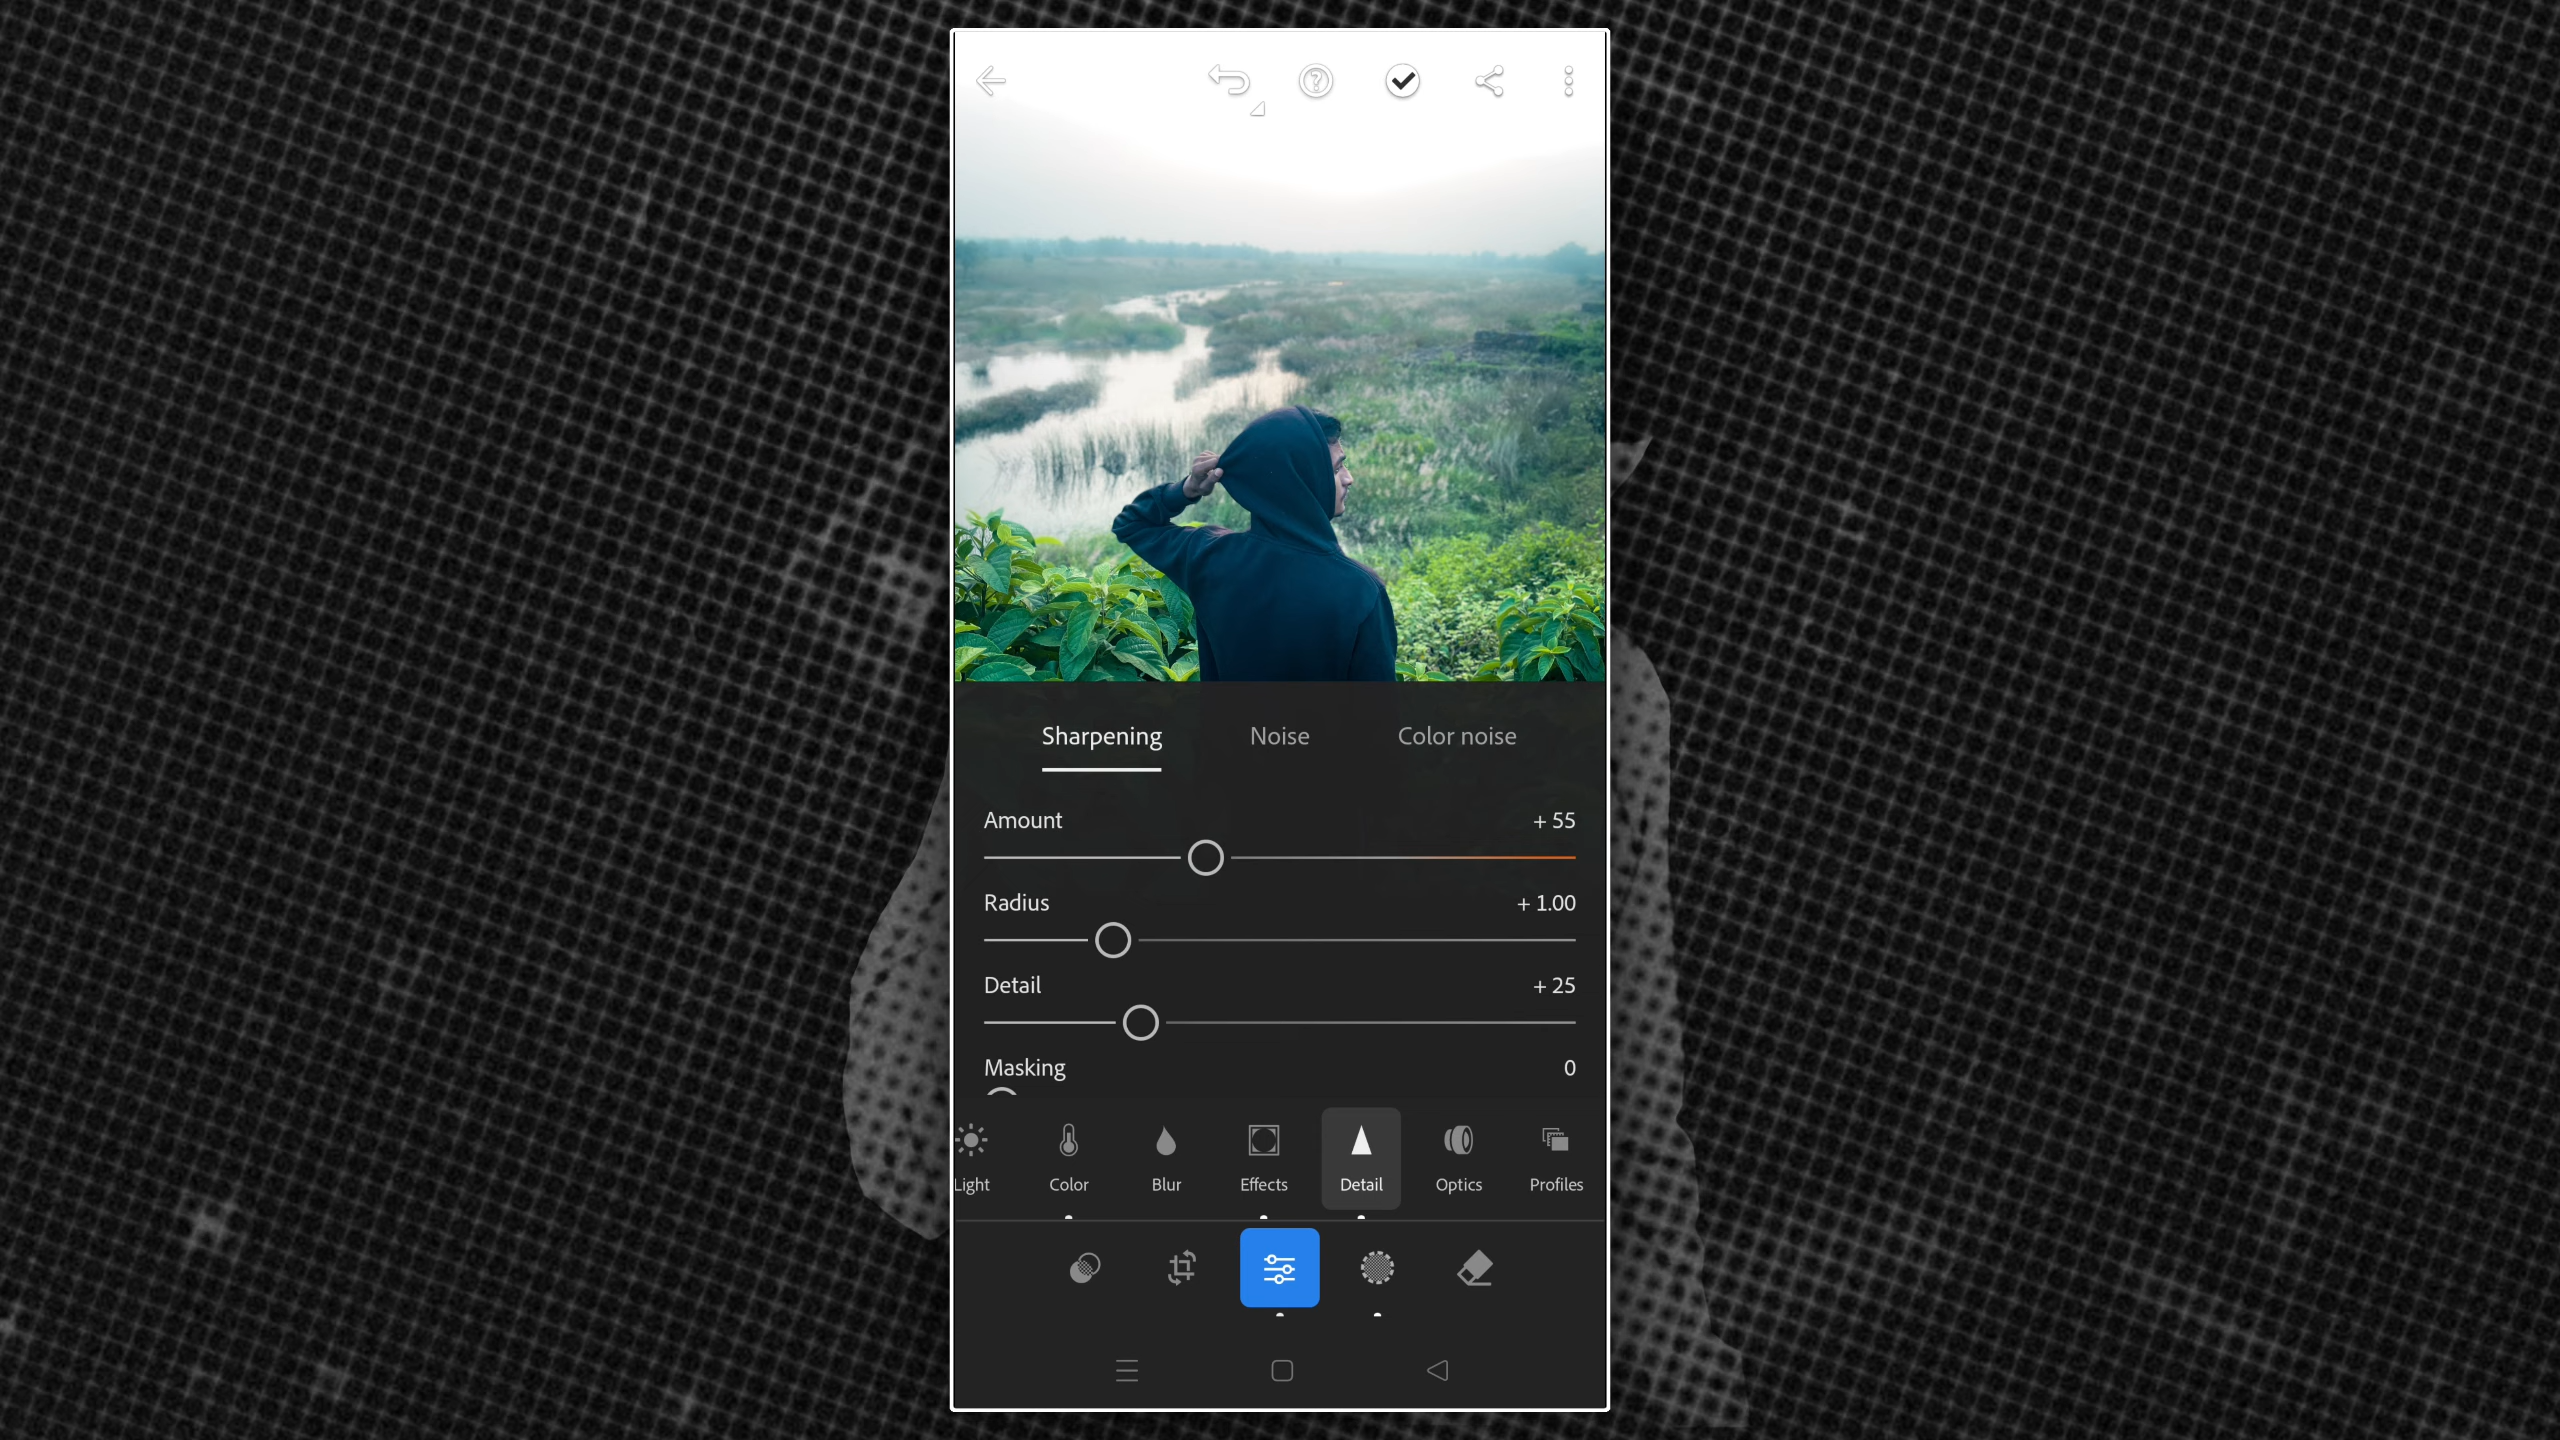 Sharpening Noise Color noise
Amount + 55
Radius + 1.00
Detail + 25
Masking 0
Light Color Blur Effects Detail Optics Profiles